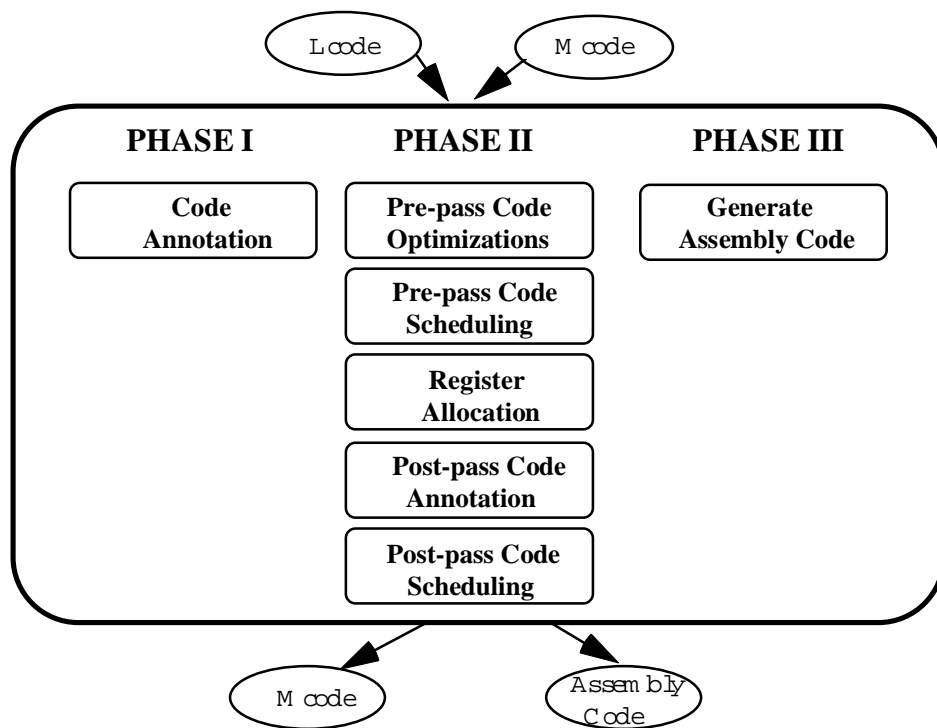 Lcode
Mcode
PHASE I
PHASE II
PHASE III
Code
Annotation
Pre-pass Code
Optimizations
Pre-pass Code
Scheduling
Register
Allocation
Post-pass Code
Annotation
Post-pass Code
Scheduling
Generate
Assembly Code
Mcode
Assembly
Code